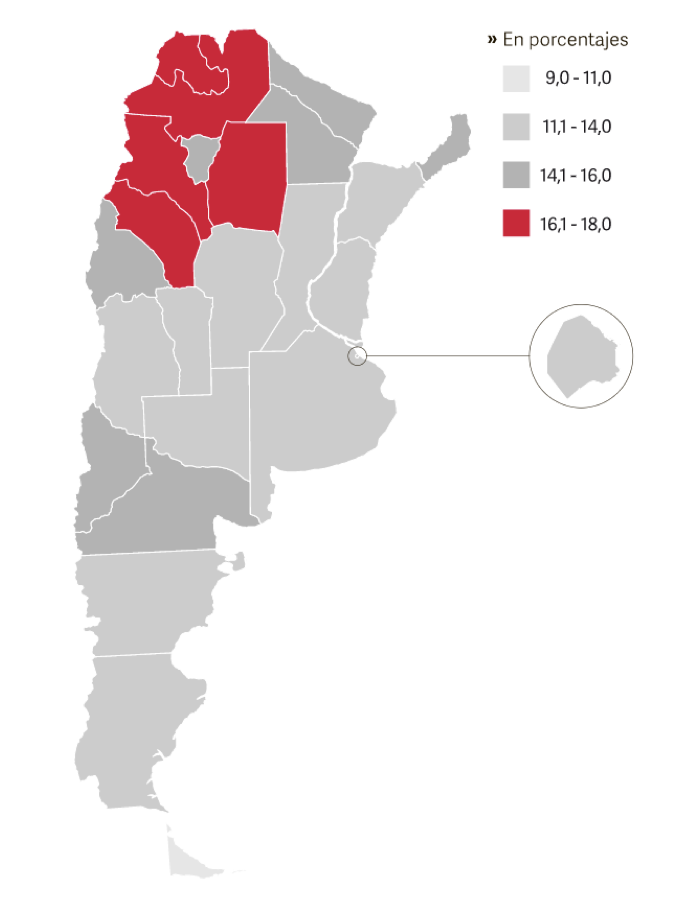 » En porcentajes
9,0 - 11,0
11,1 - 14,0
14,1 - 16,0
16,1 - 18,0